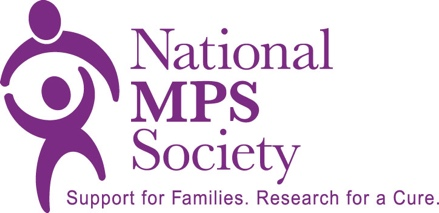 National
MPS
Society
Support for Families. Research for a Cure.